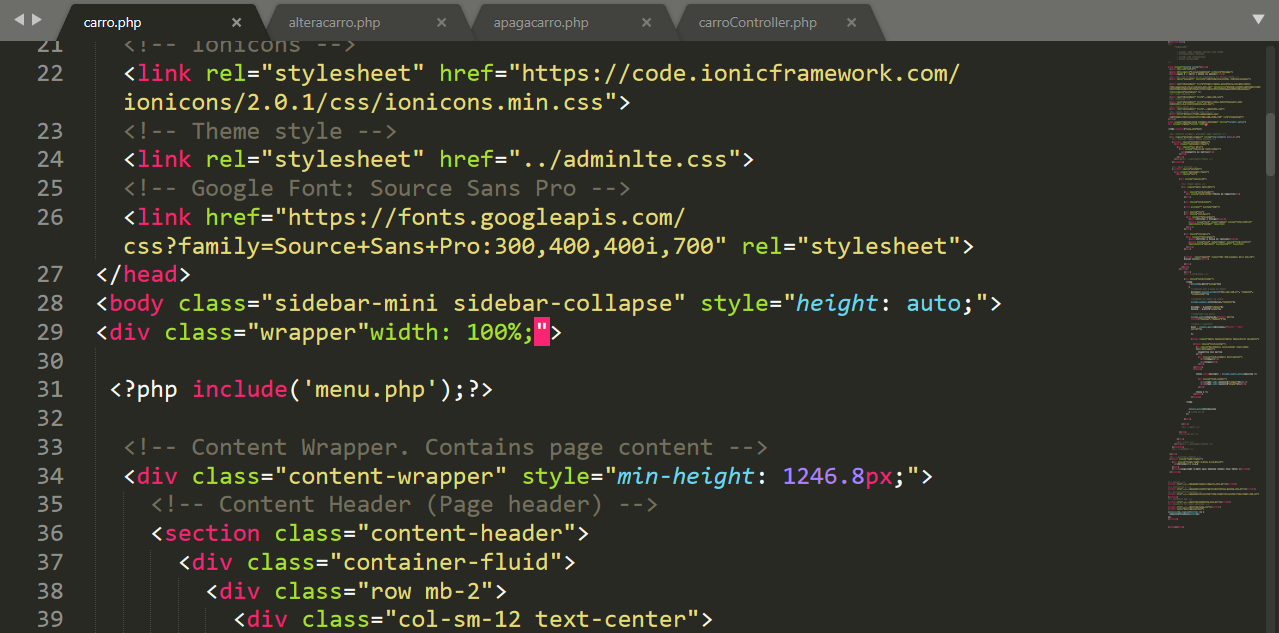 carro.php × alteracarro.php × apagacarro.php × carroController.php ×
21 <!-- Ionicons -->
22 <link rel="stylesheet" href="https://code.ionicframework.com/
ionicons/2.0.1/css/ionicons.min.css">
23 <!-- Theme style -->
24 <link rel="stylesheet" href="../adminlte.css">
25 <!-- Google Font: Source Sans Pro -->
26 <link href="https://fonts.googleapis.com/
css?family=Source+Sans+Pro:300,400,400i,700" rel="stylesheet">
27 </head>
28 <body class="sidebar-mini sidebar-collapse" style="height: auto;">
29 <div class="wrapper"width: 100%;">
30
31 <?php include('menu.php');?>
32
33 <!-- Content Wrapper. Contains page content -->
34 <div class="content-wrapper" style="min-height: 1246.8px;">
35 <!-- Content Header (Page header) -->
36 <section class="content-header">
37 <div class="container-fluid">
38 <div class="row mb-2">
39 <div class="col-sm-12 text-center">